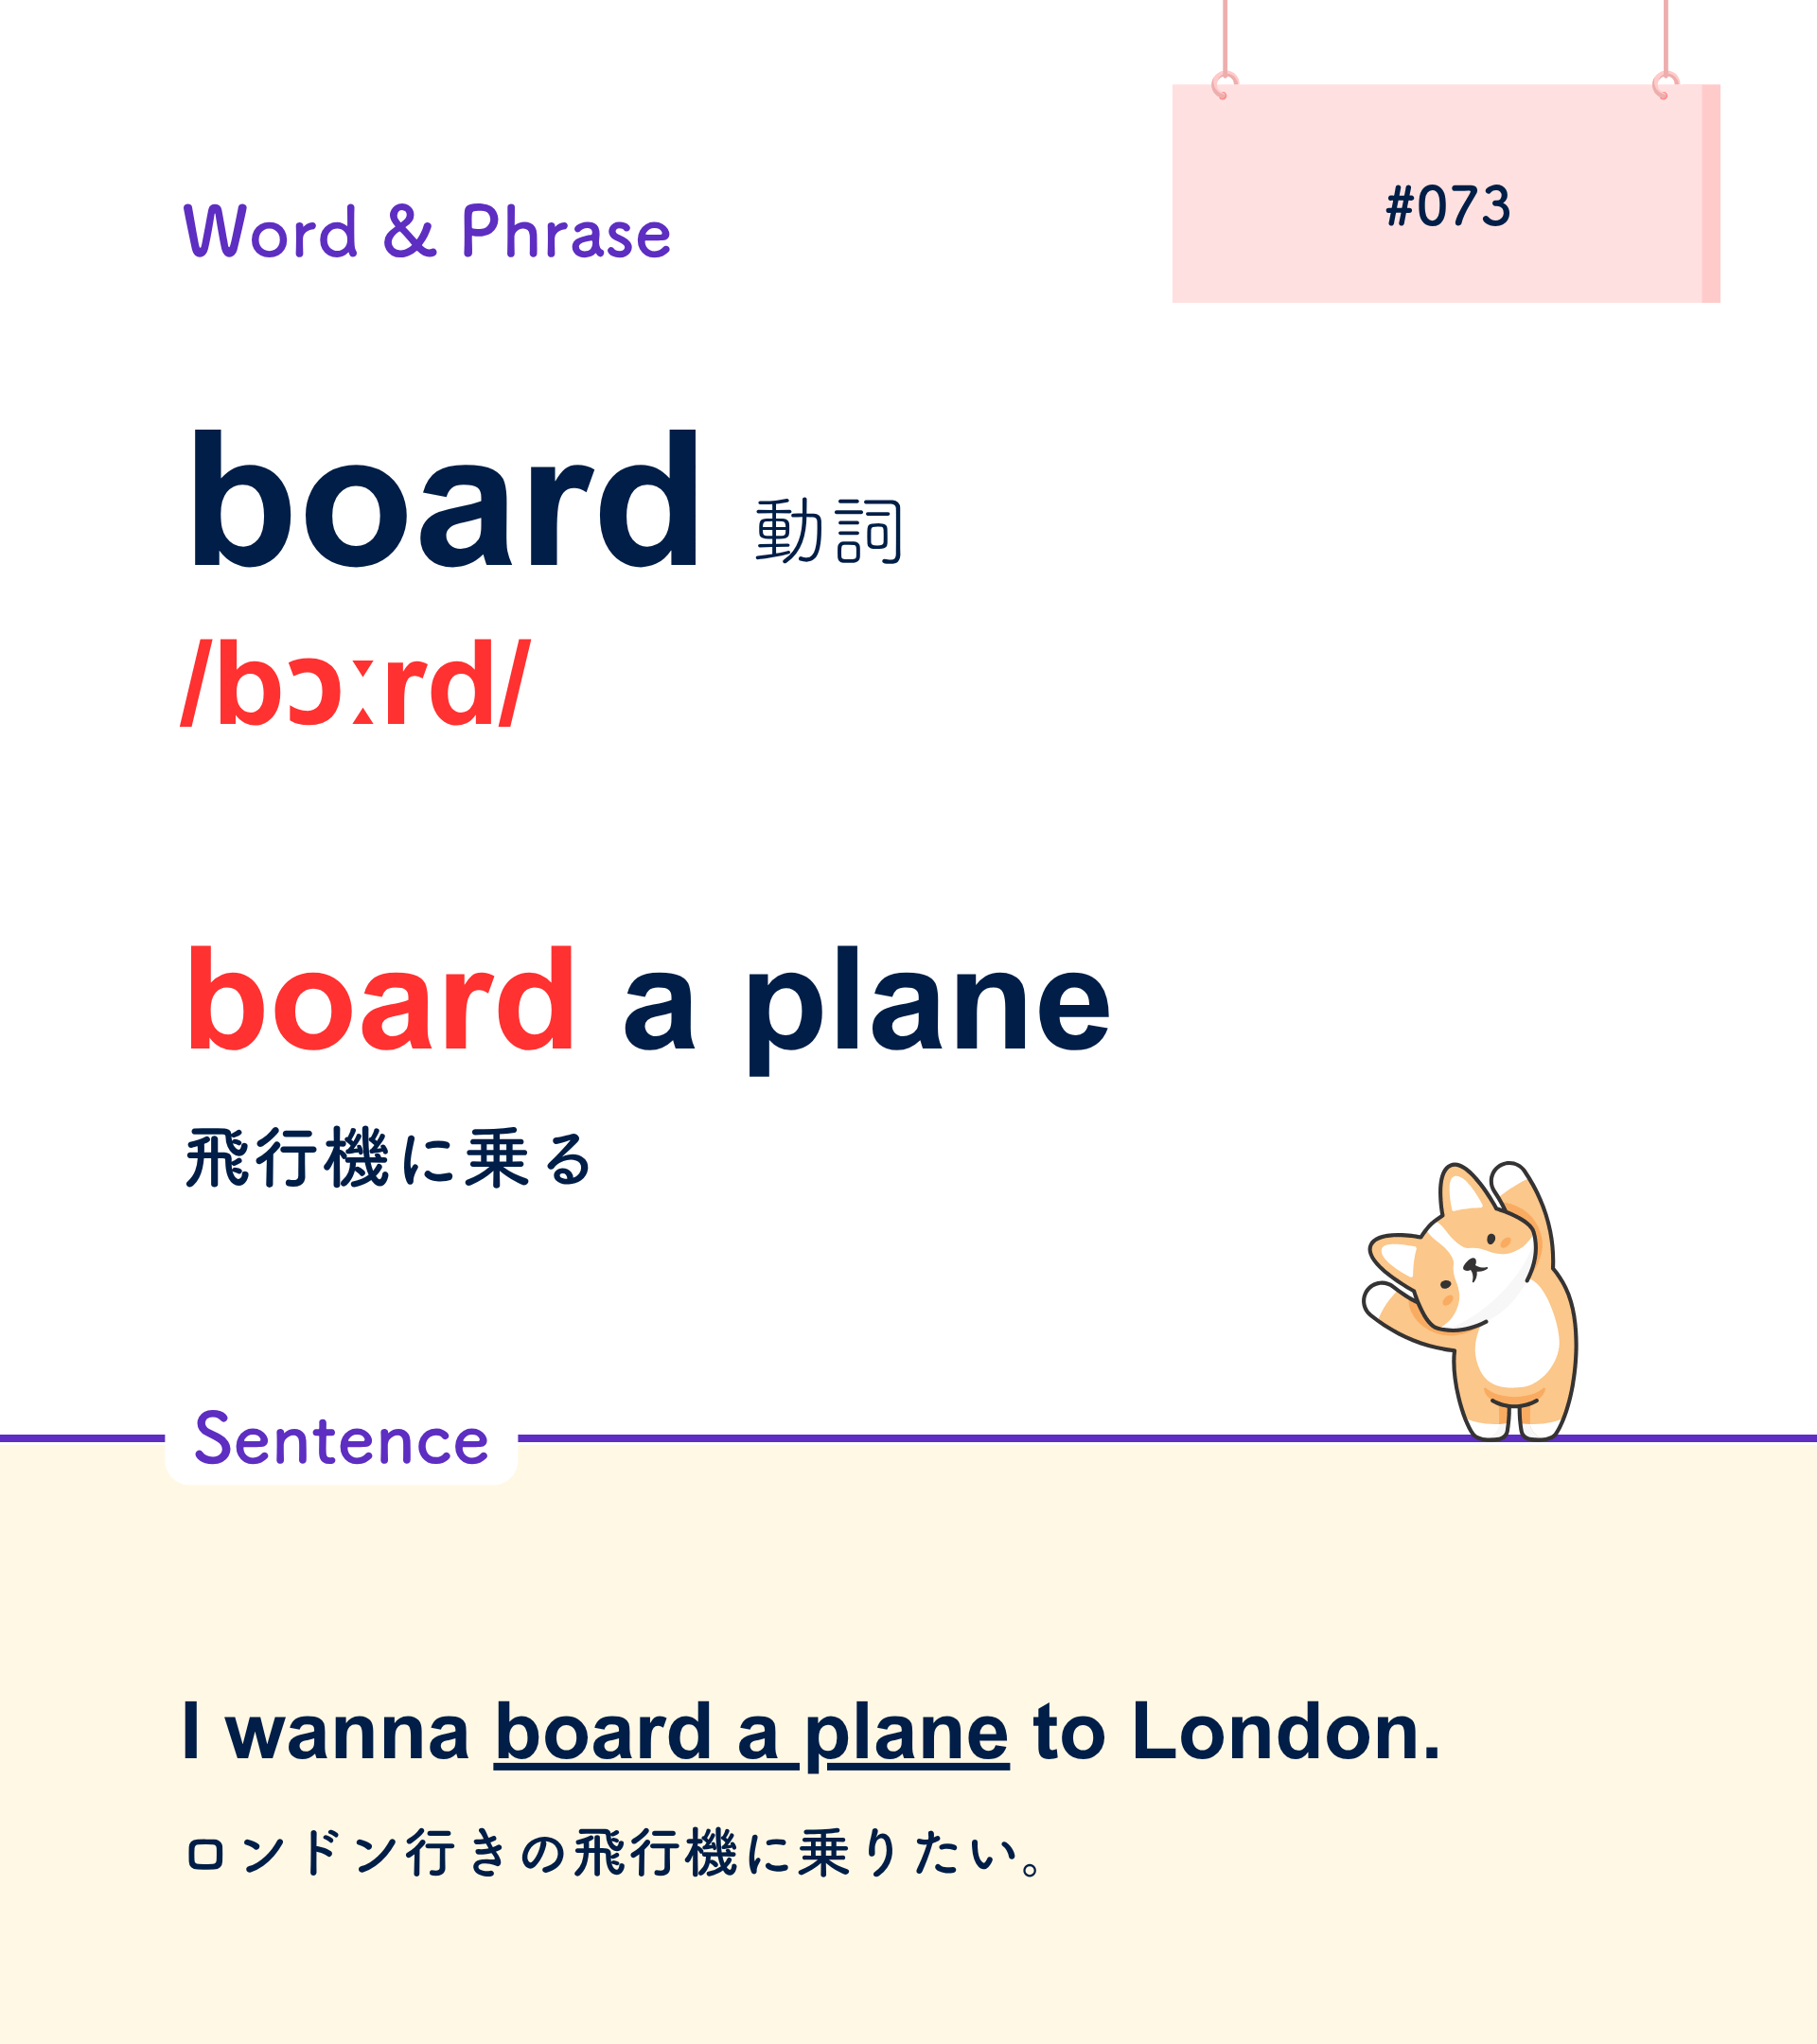 Word & Phrase
#073
board 動詞
/bɔːrd/
board a plane
飛行機に乗る
Sentence
I wanna board a plane to London.
ロンドン行きの飛行機に乗りたい。